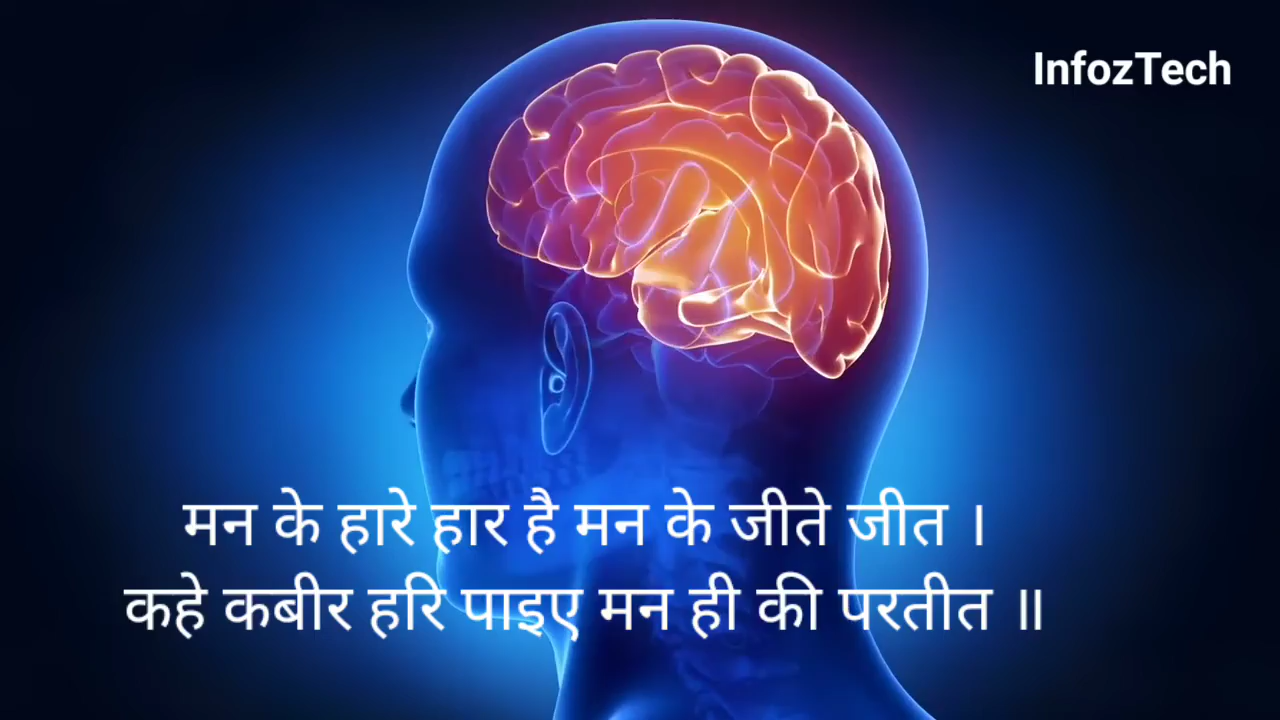 InfozTech
मन के हारे हार है मन के जीते जीत ।
कहे कबीर हरि पाइए मन ही की परतीत ॥